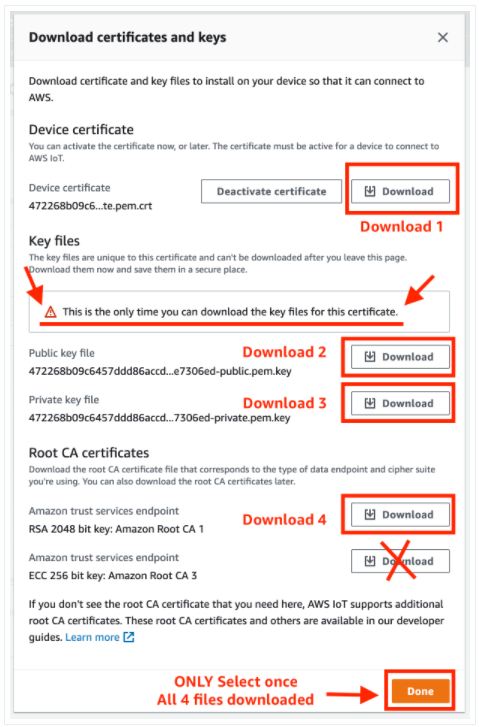 Download certificates and keys
Download certificate and key files to install on your device so that it can connect to
AWS.
Device certificate
You can activate the certificate now, or later. The certificate must be active for a device to connect to
AWS IoT.
Device certificate
472268b09c6...te.pem.crt
Deactivate certificate
Download
Download 1
Key files
The key files are unique to this certificate and can't be downloaded after you leave this page.
Download them now and save them in a secure place.
This is the only time you can download the key files for this certificate.
Public key file
472268b09c6457ddd86accd...e7306ed-public.pem.key
Download 2
Download
Private key file
472268b09c6457ddd86accd...7306ed-private.pem.key
Download 3
Download
Root CA certificates
Download the root CA certificate file that corresponds to the type of data endpoint and cipher suite
you're using. You can also download the root CA certificates later.
Amazon trust services endpoint
RSA 2048 bit key: Amazon Root CA 1
Download 4
Download
Amazon trust services endpoint
ECC 256 bit key: Amazon Root CA 3
Download
If you don't see the root CA certificate that you need here, AWS IoT supports additional
root CA certificates. These root CA certificates and others are available in our developer
guides. Learn more
ONLY Select once
All 4 files downloaded
Done